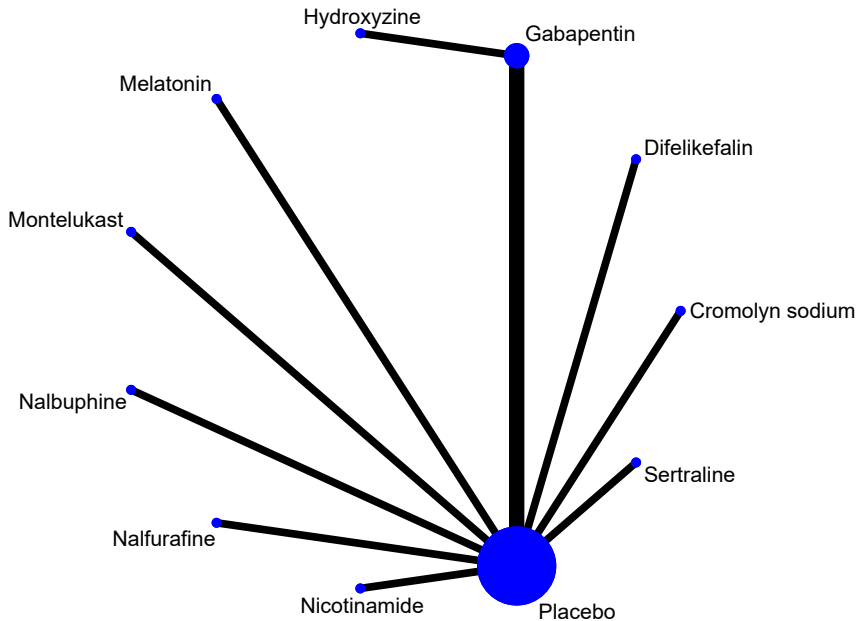 Hydroxyzine
Gabapentin
Melatonin
Difelikefalin
Montelukast
Cromolyn sodium
Nalbuphine
Sertraline
Nalfurafine
Nicotinamide
Placebo